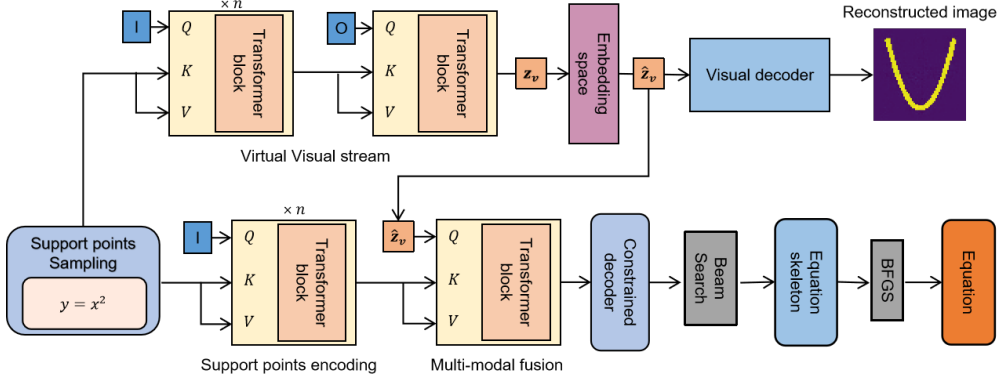 × n
Reconstructed image
I
Q
K
V
Transformer
block
O
Q
K
V
Transformer
block
z_v
Embedding
space
ẑ_v
Visual decoder
Virtual Visual stream
Support points
Sampling
y = x²
× n
I
Q
K
V
Transformer
block
ẑ_v
Q
K
V
Transformer
block
Constrained
decoder
Beam
Search
Equation
skeleton
BFGS
Equation
Support points encoding
Multi-modal fusion